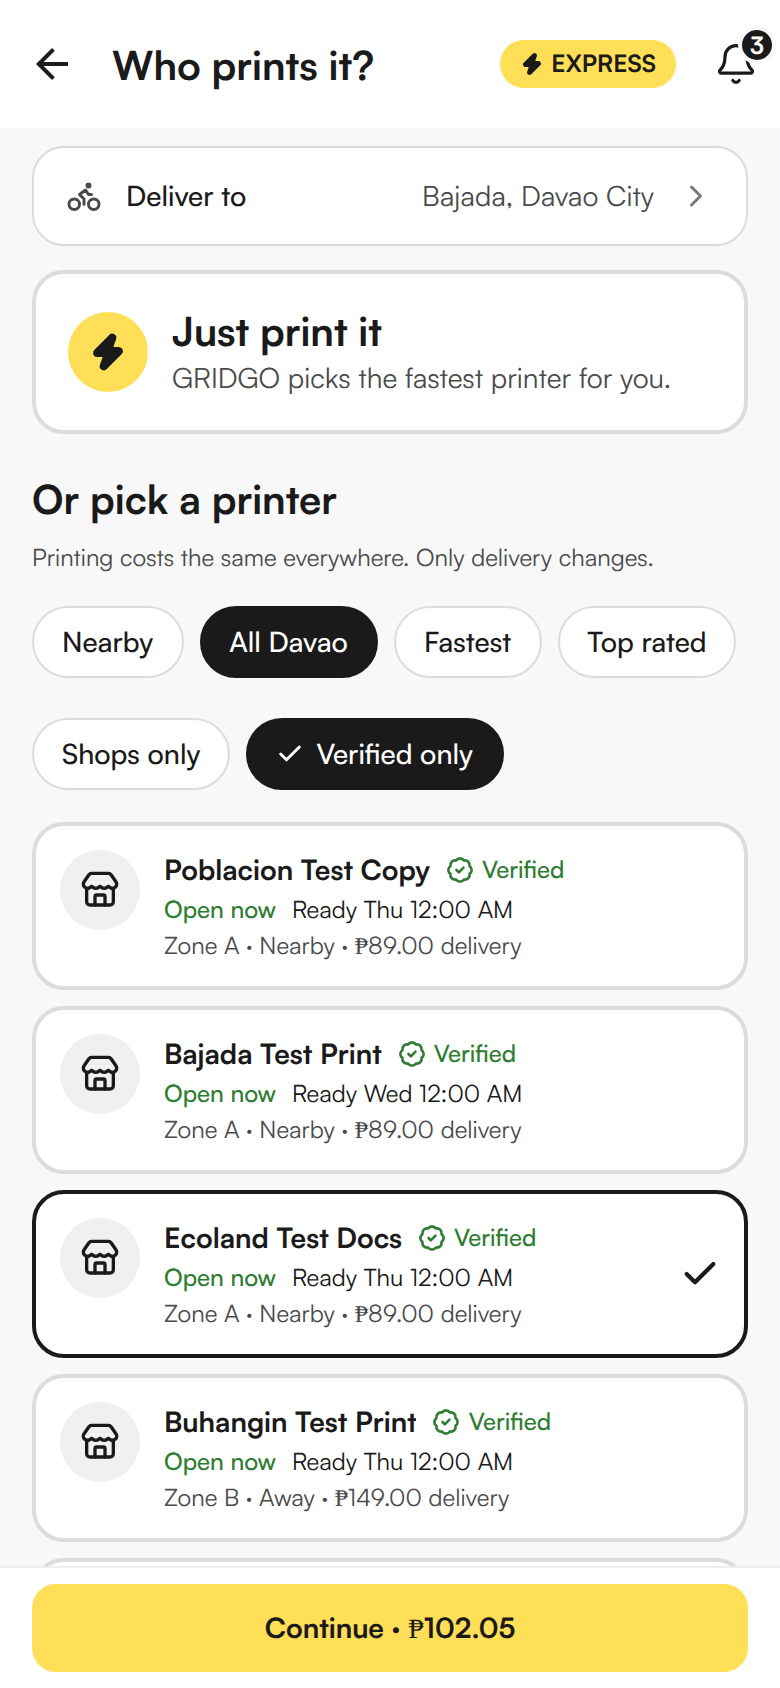 Who prints it?
EXPRESS
3
Deliver to
Bajada, Davao City
Just print it
GRIDGO picks the fastest printer for you.
Or pick a printer
Printing costs the same everywhere. Only delivery changes.
Nearby
All Davao
Fastest
Top rated
Shops only
Verified only
Poblacion Test Copy Verified
Open now Ready Thu 12:00 AM
Zone A · Nearby · ₱89.00 delivery
Bajada Test Print Verified
Open now Ready Wed 12:00 AM
Zone A · Nearby · ₱89.00 delivery
Ecoland Test Docs Verified
Open now Ready Thu 12:00 AM
Zone A · Nearby · ₱89.00 delivery
Buhangin Test Print Verified
Open now Ready Thu 12:00 AM
Zone B · Away · ₱149.00 delivery
Continue · ₱102.05